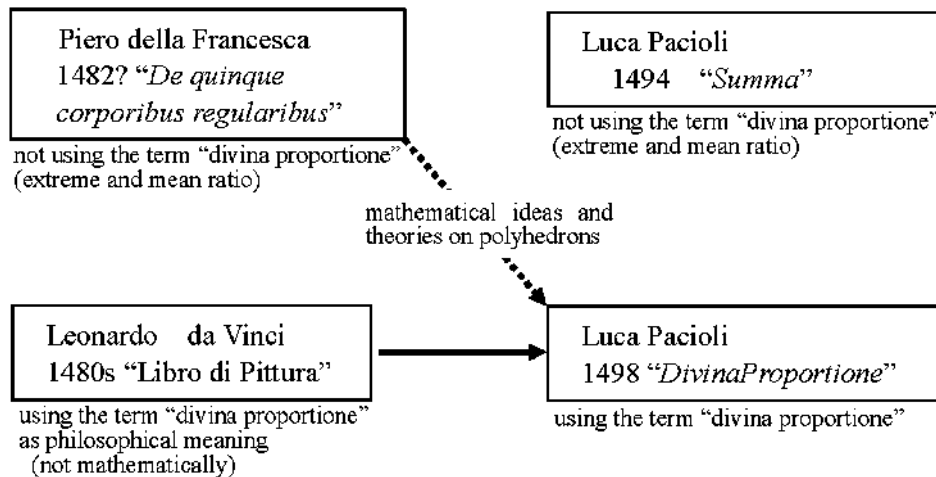 Piero della Francesca
1482? “De quinque
corporibus regularibus”
not using the term “divina proportione”
(extreme and mean ratio)
Luca Pacioli
1494 “Summa”
not using the term “divina proportione”
(extreme and mean ratio)
mathematical ideas and
theories on polyhedrons
Leonardo da Vinci
1480s “Libro di Pittura”
using the term “divina proportione”
as philosophical meaning
(not mathematically)
Luca Pacioli
1498 “DivinaProportione”
using the term “divina proportione”